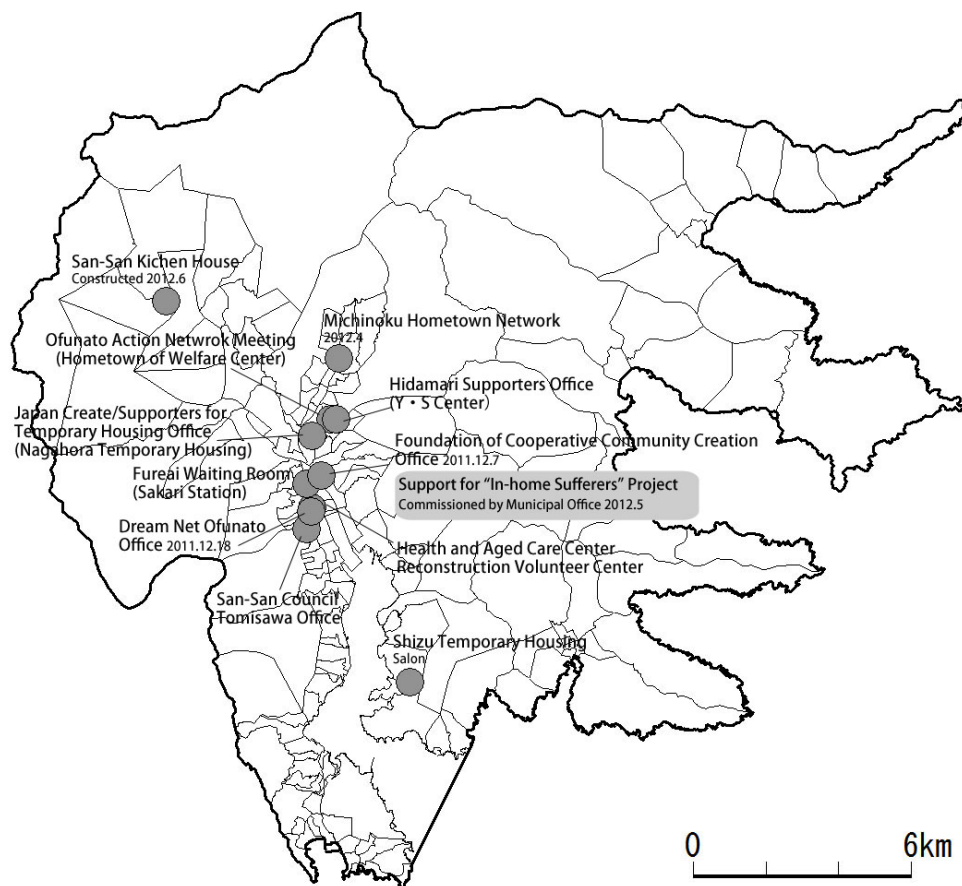 San-San Kichen House
Constructed 2012.6
Michinoku Hometown Network
2012.4
Ofunato Action Netwrok Meeting
(Hometown of Welfare Center)
Hidamari Supporters Office
(Y・S Center)
Japan Create/Supporters for
Temporary Housing Office
(Nagahora Temporary Housing)
Foundation of Cooperative Community Creation
Office 2011.12.7
Fureai Waiting Room
(Sakari Station)
Support for “In-home Sufferers” Project
Commissioned by Municipal Office 2012.5
Dream Net Ofunato
Office 2011.12.18
Health and Aged Care Center
Reconstruction Volunteer Center
San-San Council
Tomisawa Office
Shizu Temporary Housing
Salon
0 6km